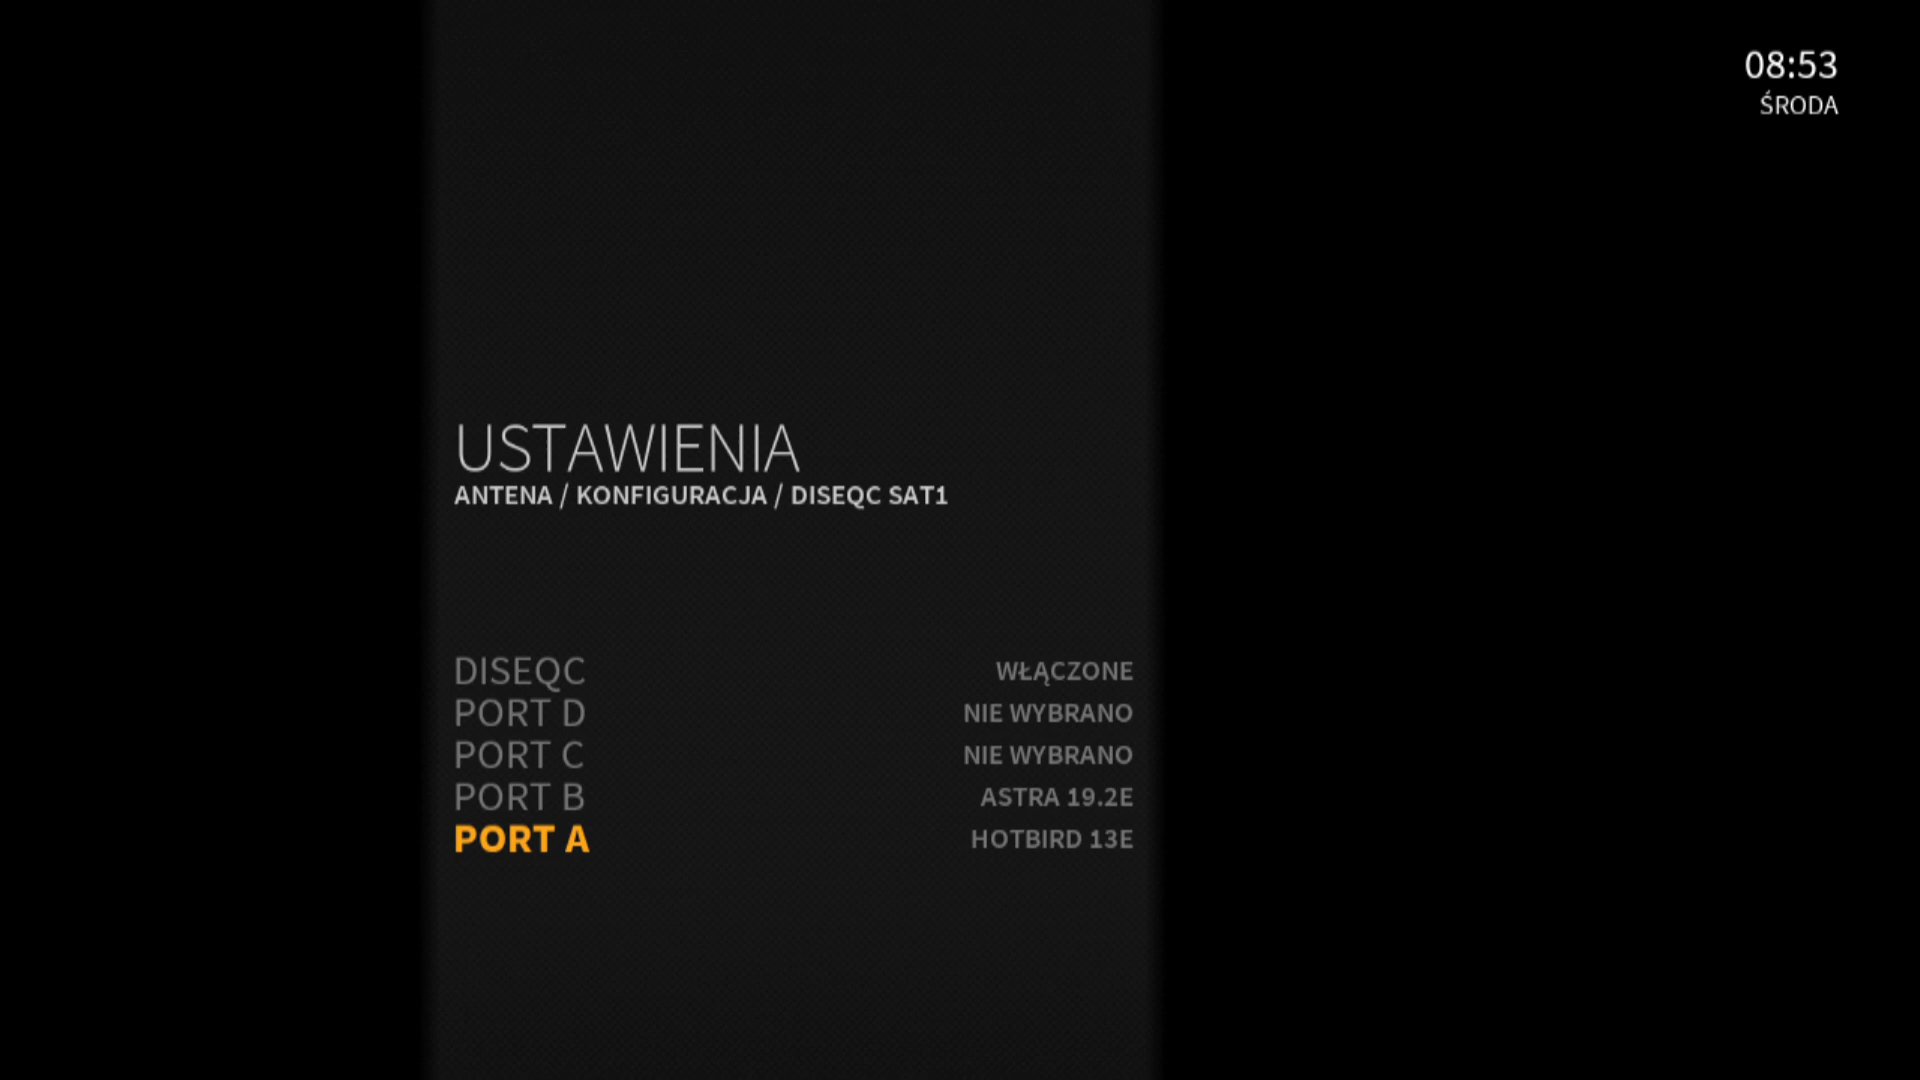 08:53
ŚRODA
USTAWIENIA
ANTENA / KONFIGURACJA / DISEQC SAT1
DISEQC WŁĄCZONE
PORT D NIE WYBRANO
PORT C NIE WYBRANO
PORT B ASTRA 19.2E
PORT A HOTBIRD 13E